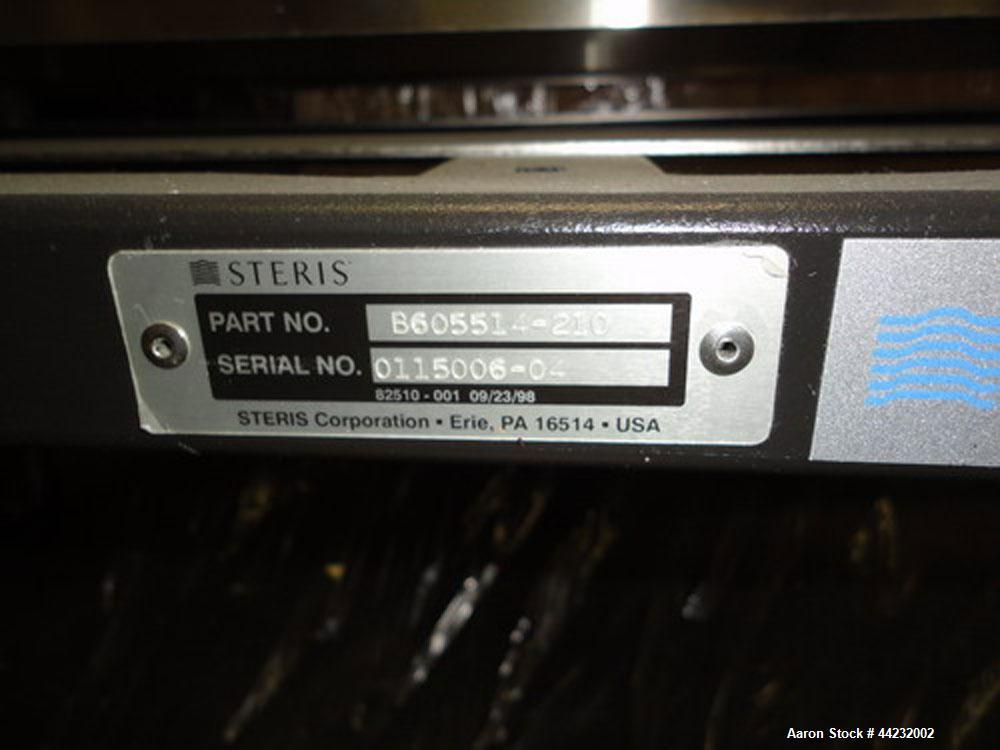 STERIS
PART NO. B605514-210
SERIAL NO. 0115006-04
82510 - 001 09/23/98
STERIS Corporation • Erie, PA 16514 • USA
Aaron Stock # 44232002